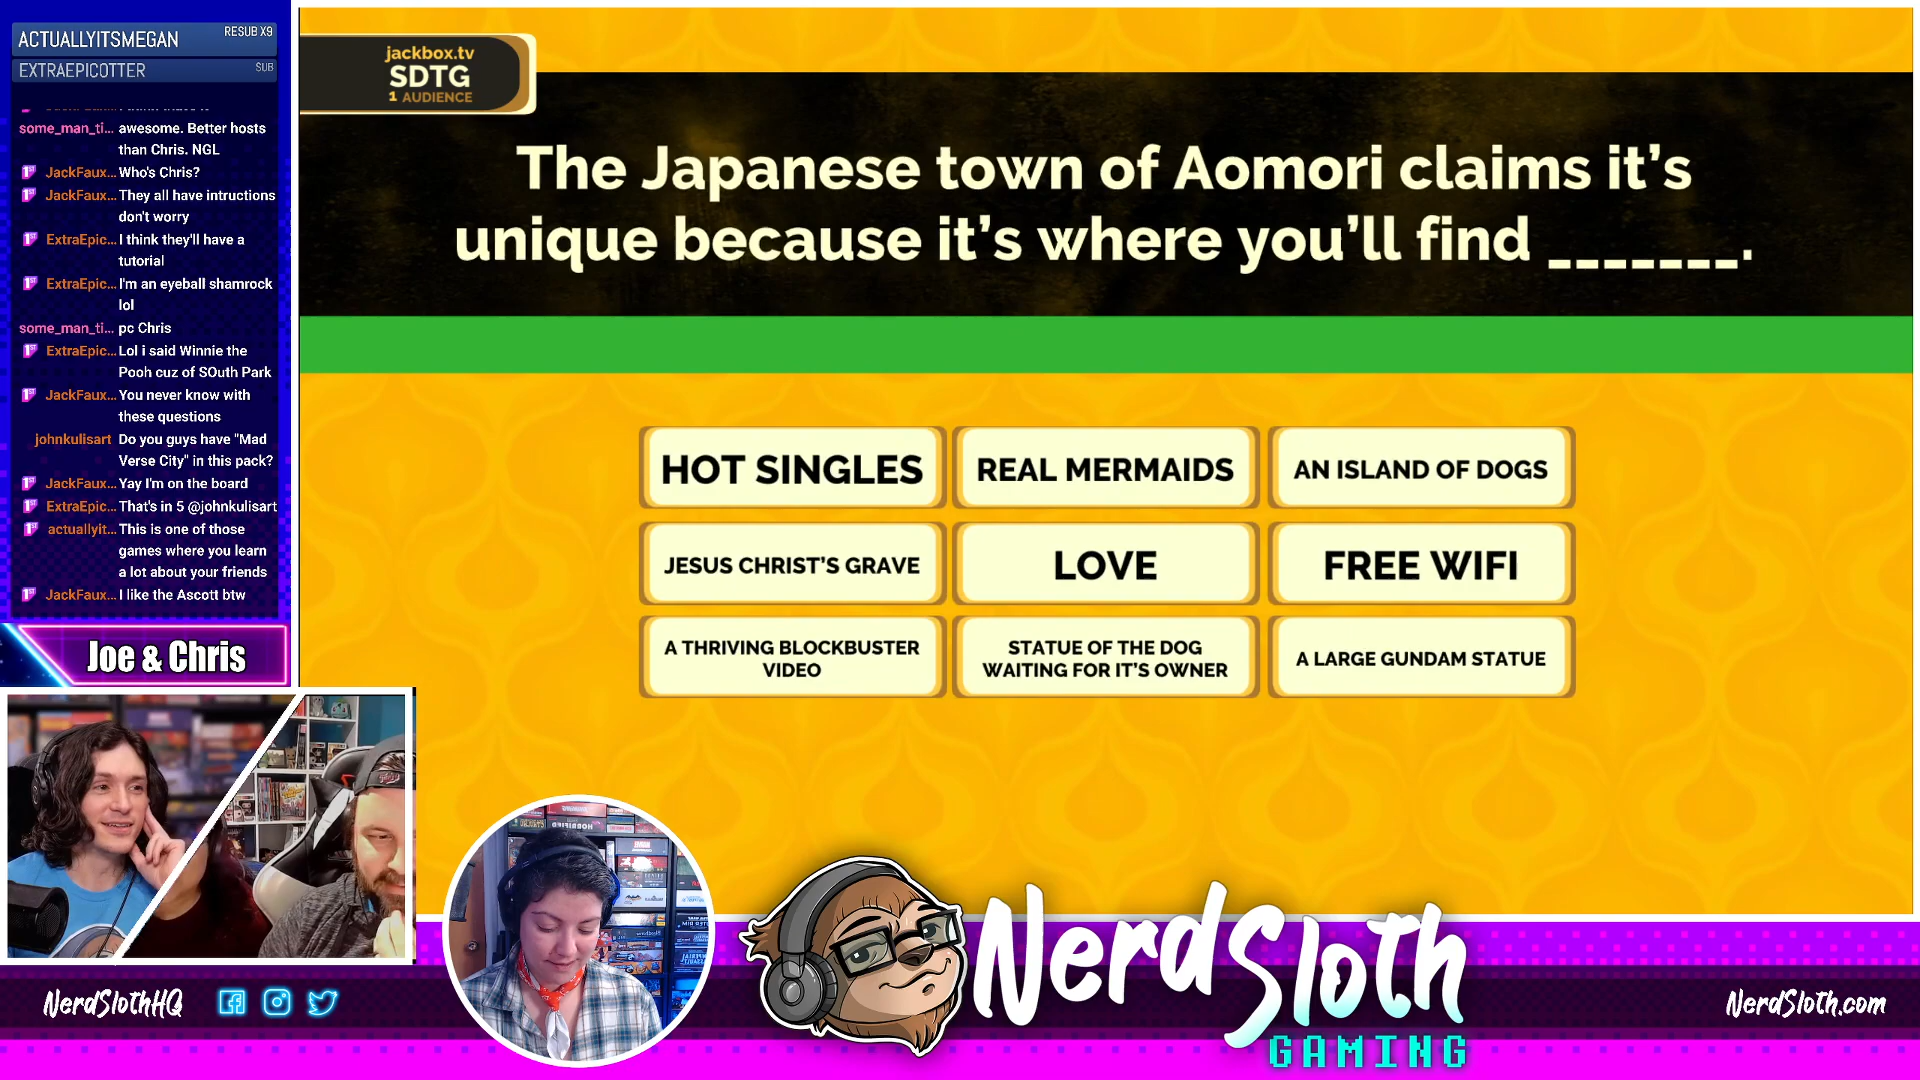 ACTUALLYITSMEGAN RESUB X9
EXTRAEPICOTTER SUB
some_man_ti... awesome. Better hosts
than Chris. NGL
JackFaux... Who's Chris?
JackFaux... They all have intructions
don't worry
ExtraEpic... I think they'll have a
tutorial
ExtraEpic... I'm an eyeball shamrock
lol
some_man_ti... pc Chris
ExtraEpic... Lol i said Winnie the
Pooh cuz of SOuth Park
JackFaux... You never know with
these questions
johnkulisart Do you guys have "Mad
Verse City" in this pack?
JackFaux... Yay I'm on the board
ExtraEpic... That's in 5 @johnkulisart
actuallyit... This is one of those
games where you learn
a lot about your friends
JackFaux... I like the Ascott btw
Joe & Chris
jackbox.tv
SDTG
1 AUDIENCE
The Japanese town of Aomori claims it's
unique because it's where you'll find _______.
HOT SINGLES
REAL MERMAIDS
AN ISLAND OF DOGS
JESUS CHRIST'S GRAVE
LOVE
FREE WIFI
A THRIVING BLOCKBUSTER
VIDEO
STATUE OF THE DOG
WAITING FOR IT'S OWNER
A LARGE GUNDAM STATUE
NerdSlothHQ
NerdSloth
GAMING
NerdSloth.com